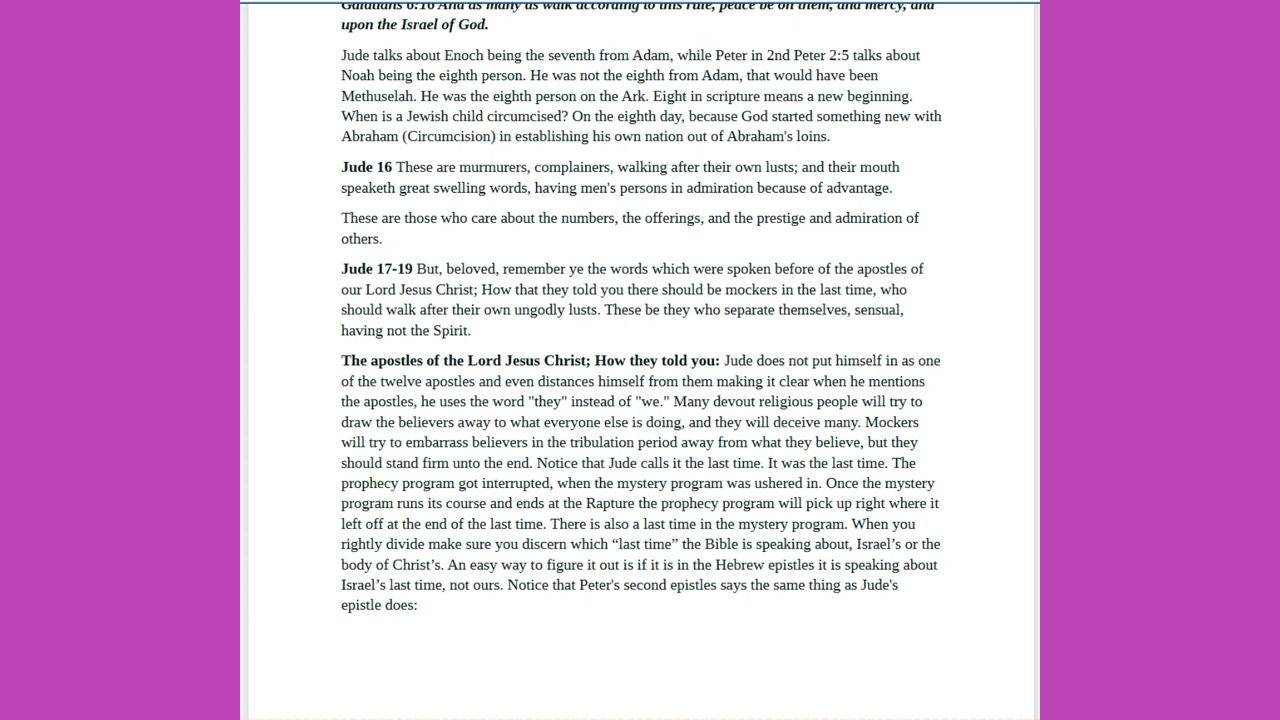 Galatians 6:16 And as many as walk according to this rule, peace be on them, and mercy, and
upon the Israel of God.
Jude talks about Enoch being the seventh from Adam, while Peter in 2nd Peter 2:5 talks about
Noah being the eighth person. He was not the eighth from Adam, that would have been
Methuselah. He was the eighth person on the Ark. Eight in scripture means a new beginning.
When is a Jewish child circumcised? On the eighth day, because God started something new with
Abraham (Circumcision) in establishing his own nation out of Abraham's loins.
Jude 16 These are murmurers, complainers, walking after their own lusts; and their mouth
speaketh great swelling words, having men's persons in admiration because of advantage.
These are those who care about the numbers, the offerings, and the prestige and admiration of
others.
Jude 17-19 But, beloved, remember ye the words which were spoken before of the apostles of
our Lord Jesus Christ; How that they told you there should be mockers in the last time, who
should walk after their own ungodly lusts. These be they who separate themselves, sensual,
having not the Spirit.
The apostles of the Lord Jesus Christ; How they told you: Jude does not put himself in as one
of the twelve apostles and even distances himself from them making it clear when he mentions
the apostles, he uses the word "they" instead of "we." Many devout religious people will try to
draw the believers away to what everyone else is doing, and they will deceive many. Mockers
will try to embarrass believers in the tribulation period away from what they believe, but they
should stand firm unto the end. Notice that Jude calls it the last time. It was the last time. The
prophecy program got interrupted, when the mystery program was ushered in. Once the mystery
program runs its course and ends at the Rapture the prophecy program will pick up right where it
left off at the end of the last time. There is also a last time in the mystery program. When you
rightly divide make sure you discern which “last time” the Bible is speaking about, Israel’s or the
body of Christ’s. An easy way to figure it out is if it is in the Hebrew epistles it is speaking about
Israel’s last time, not ours. Notice that Peter's second epistles says the same thing as Jude's
epistle does: